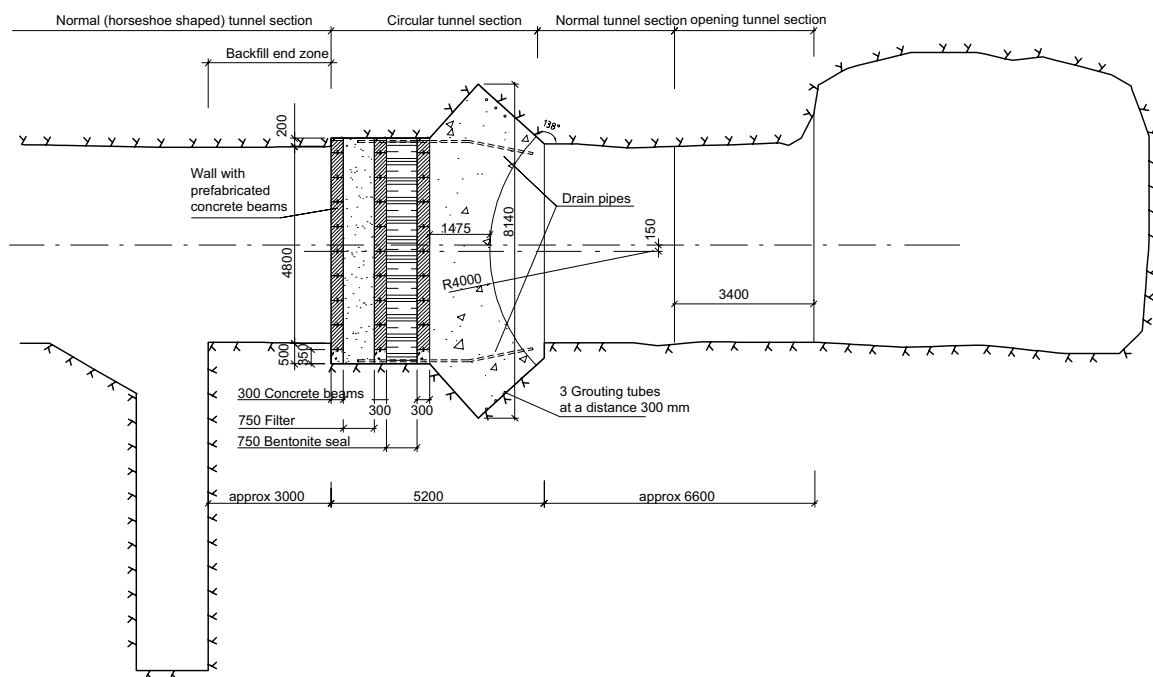 Normal (horseshoe shaped) tunnel section
Circular tunnel section
Normal tunnel section
opening tunnel section
Backfill end zone
200
138°
Wall with
prefabricated
concrete beams
Drain pipes
1475
8140
150
4800
R4000
3400
500
350
300 Concrete beams
300
300
3 Grouting tubes
at a distance 300 mm
750 Filter
750 Bentonite seal
approx 3000
5200
approx 6600